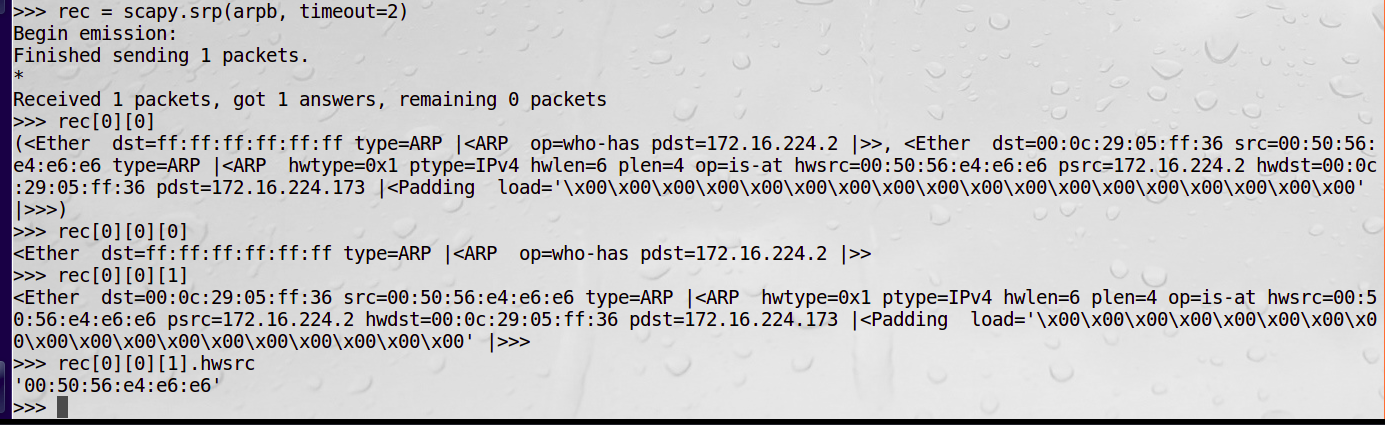 >>> rec = scapy.srp(arpb, timeout=2)
Begin emission:
Finished sending 1 packets.
*
Received 1 packets, got 1 answers, remaining 0 packets
>>> rec[0][0]
(<Ether  dst=ff:ff:ff:ff:ff:ff type=ARP |<ARP  op=who-has pdst=172.16.224.2 |>>, <Ether  dst=00:0c:29:05:ff:36 src=00:50:56:
e4:e6:e6 type=ARP |<ARP  hwtype=0x1 ptype=IPv4 hwlen=6 plen=4 op=is-at hwsrc=00:50:56:e4:e6:e6 psrc=172.16.224.2 hwdst=00:0c
:29:05:ff:36 pdst=172.16.224.173 |<Padding  load='\x00\x00\x00\x00\x00\x00\x00\x00\x00\x00\x00\x00\x00\x00\x00\x00\x00\x00'
|>>>)
>>> rec[0][0][0]
<Ether  dst=ff:ff:ff:ff:ff:ff type=ARP |<ARP  op=who-has pdst=172.16.224.2 |>>
>>> rec[0][0][1]
<Ether  dst=00:0c:29:05:ff:36 src=00:50:56:e4:e6:e6 type=ARP |<ARP  hwtype=0x1 ptype=IPv4 hwlen=6 plen=4 op=is-at hwsrc=00:5
0:56:e4:e6:e6 psrc=172.16.224.2 hwdst=00:0c:29:05:ff:36 pdst=172.16.224.173 |<Padding  load='\x00\x00\x00\x00\x00\x00\x00\x00\x0
0\x00\x00\x00\x00\x00\x00\x00\x00\x00' |>>>
>>> rec[0][0][1].hwsrc
'00:50:56:e4:e6:e6'
>>>